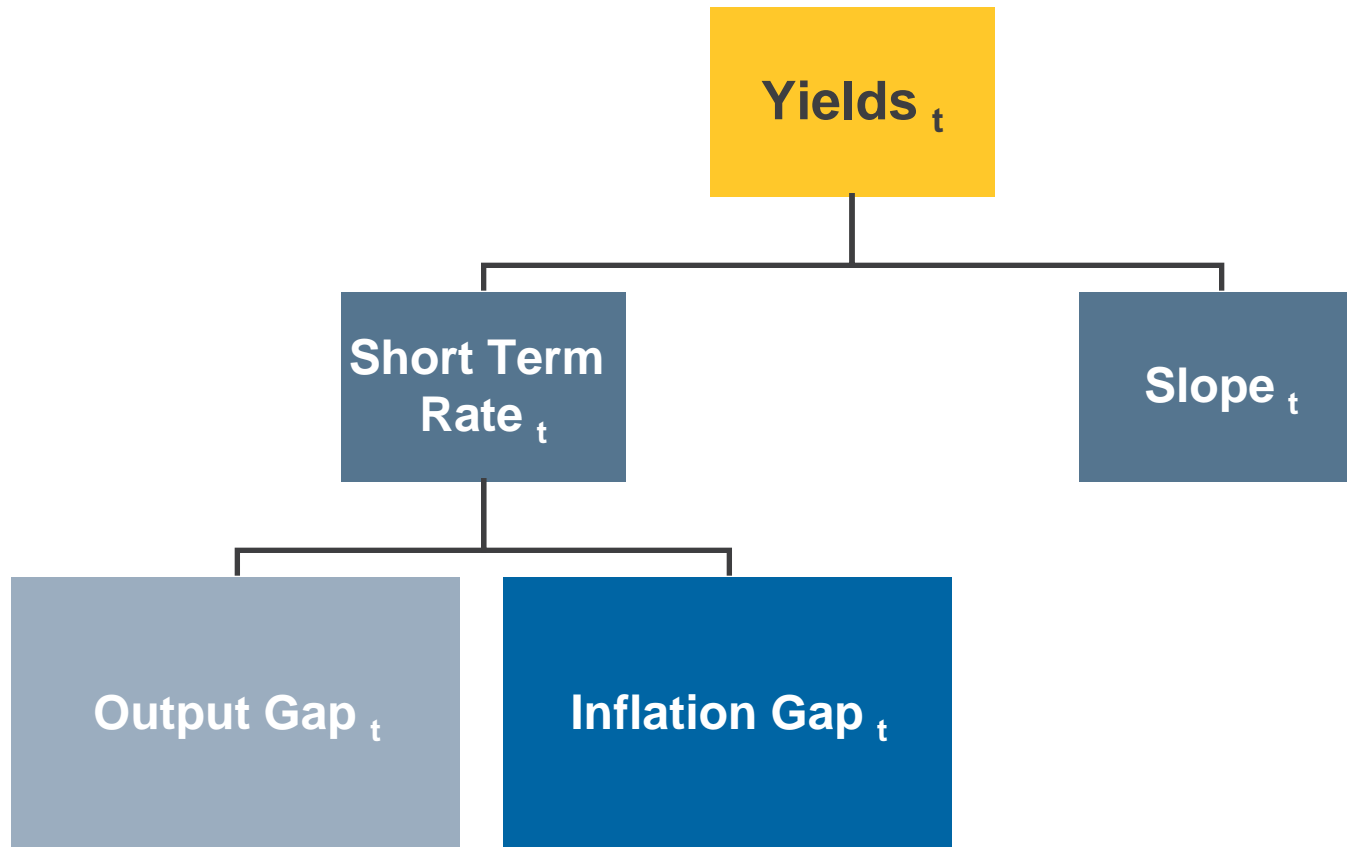 Yields t
Short Term
Rate t
Slope t
Output Gap t
Inflation Gap t